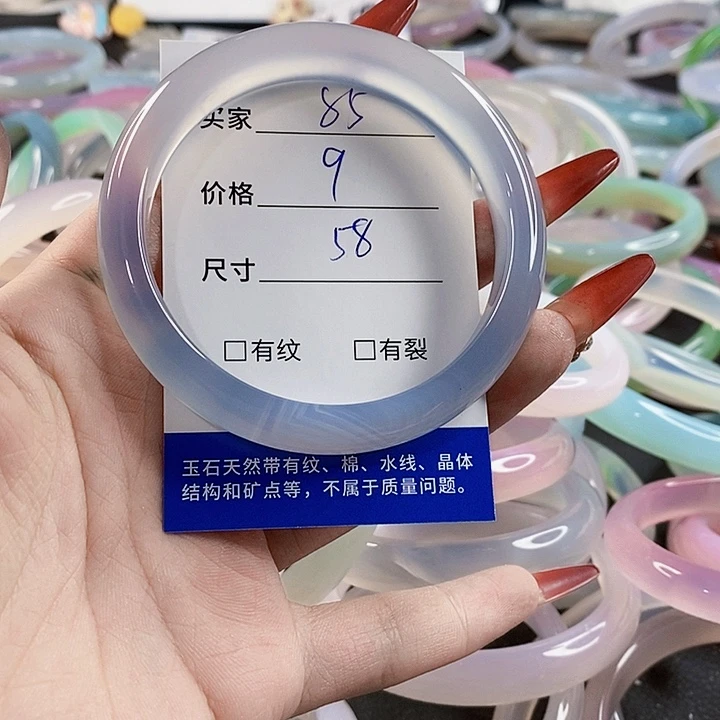 买家 85
价格 9
尺寸 58
□有纹 □有裂
玉石天然带有纹、棉、水线、晶体
结构和矿点等，不属于质量问题。